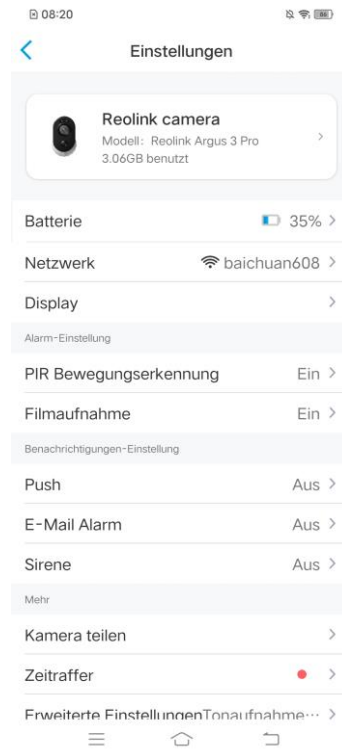 08:20
86
Einstellungen
Reolink camera
Modell: Reolink Argus 3 Pro
3.06GB benutzt
Batterie 35%
Netzwerk baichuan608
Display
Alarm-Einstellung
PIR Bewegungserkennung Ein
Filmaufnahme Ein
Benachrichtigungen-Einstellung
Push Aus
E-Mail Alarm Aus
Sirene Aus
Mehr
Kamera teilen
Zeitraffer
Erweiterte EinstellungenTonaufnahme···